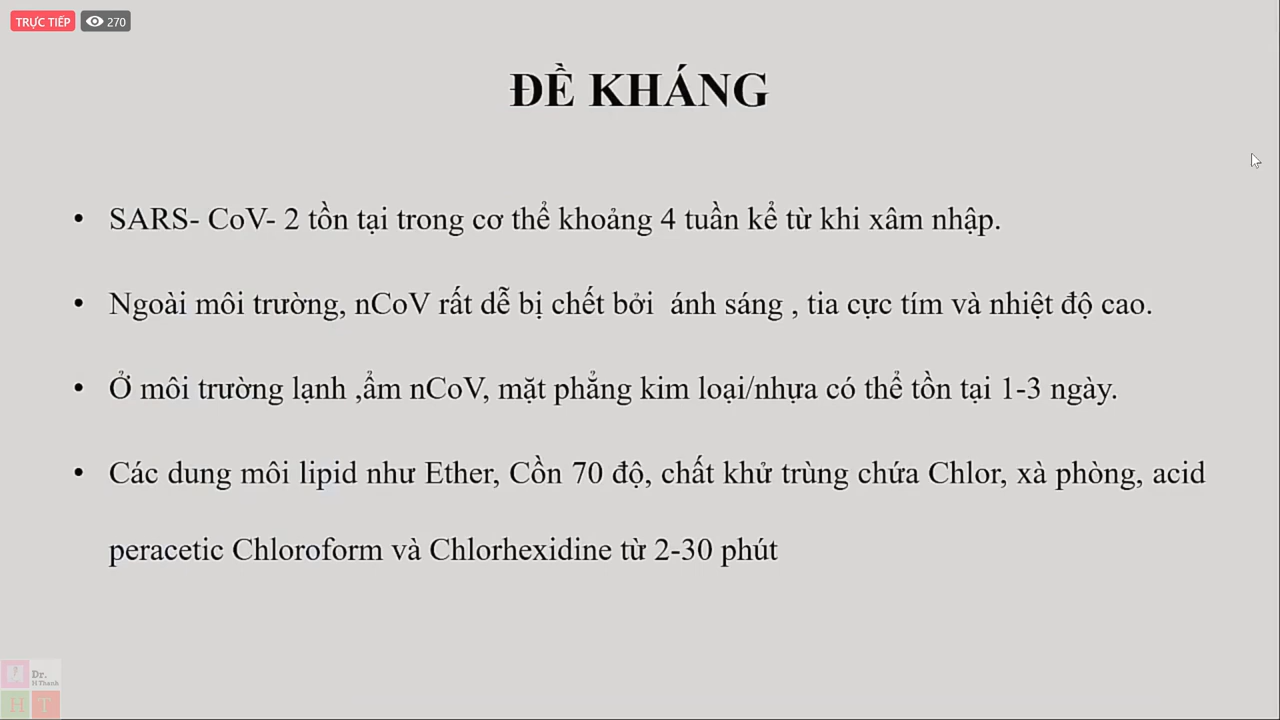 TRỰC TIẾP 270
ĐỀ KHÁNG
• SARS- CoV- 2 tồn tại trong cơ thể khoảng 4 tuần kể từ khi xâm nhập.
• Ngoài môi trường, nCoV rất dễ bị chết bởi ánh sáng , tia cực tím và nhiệt độ cao.
• Ở môi trường lạnh ,ẩm nCoV, mặt phẳng kim loại/nhựa có thể tồn tại 1-3 ngày.
• Các dung môi lipid như Ether, Cồn 70 độ, chất khử trùng chứa Chlor, xà phòng, acid
peracetic Chloroform và Chlorhexidine từ 2-30 phút
Dr.
H Thanh
H T